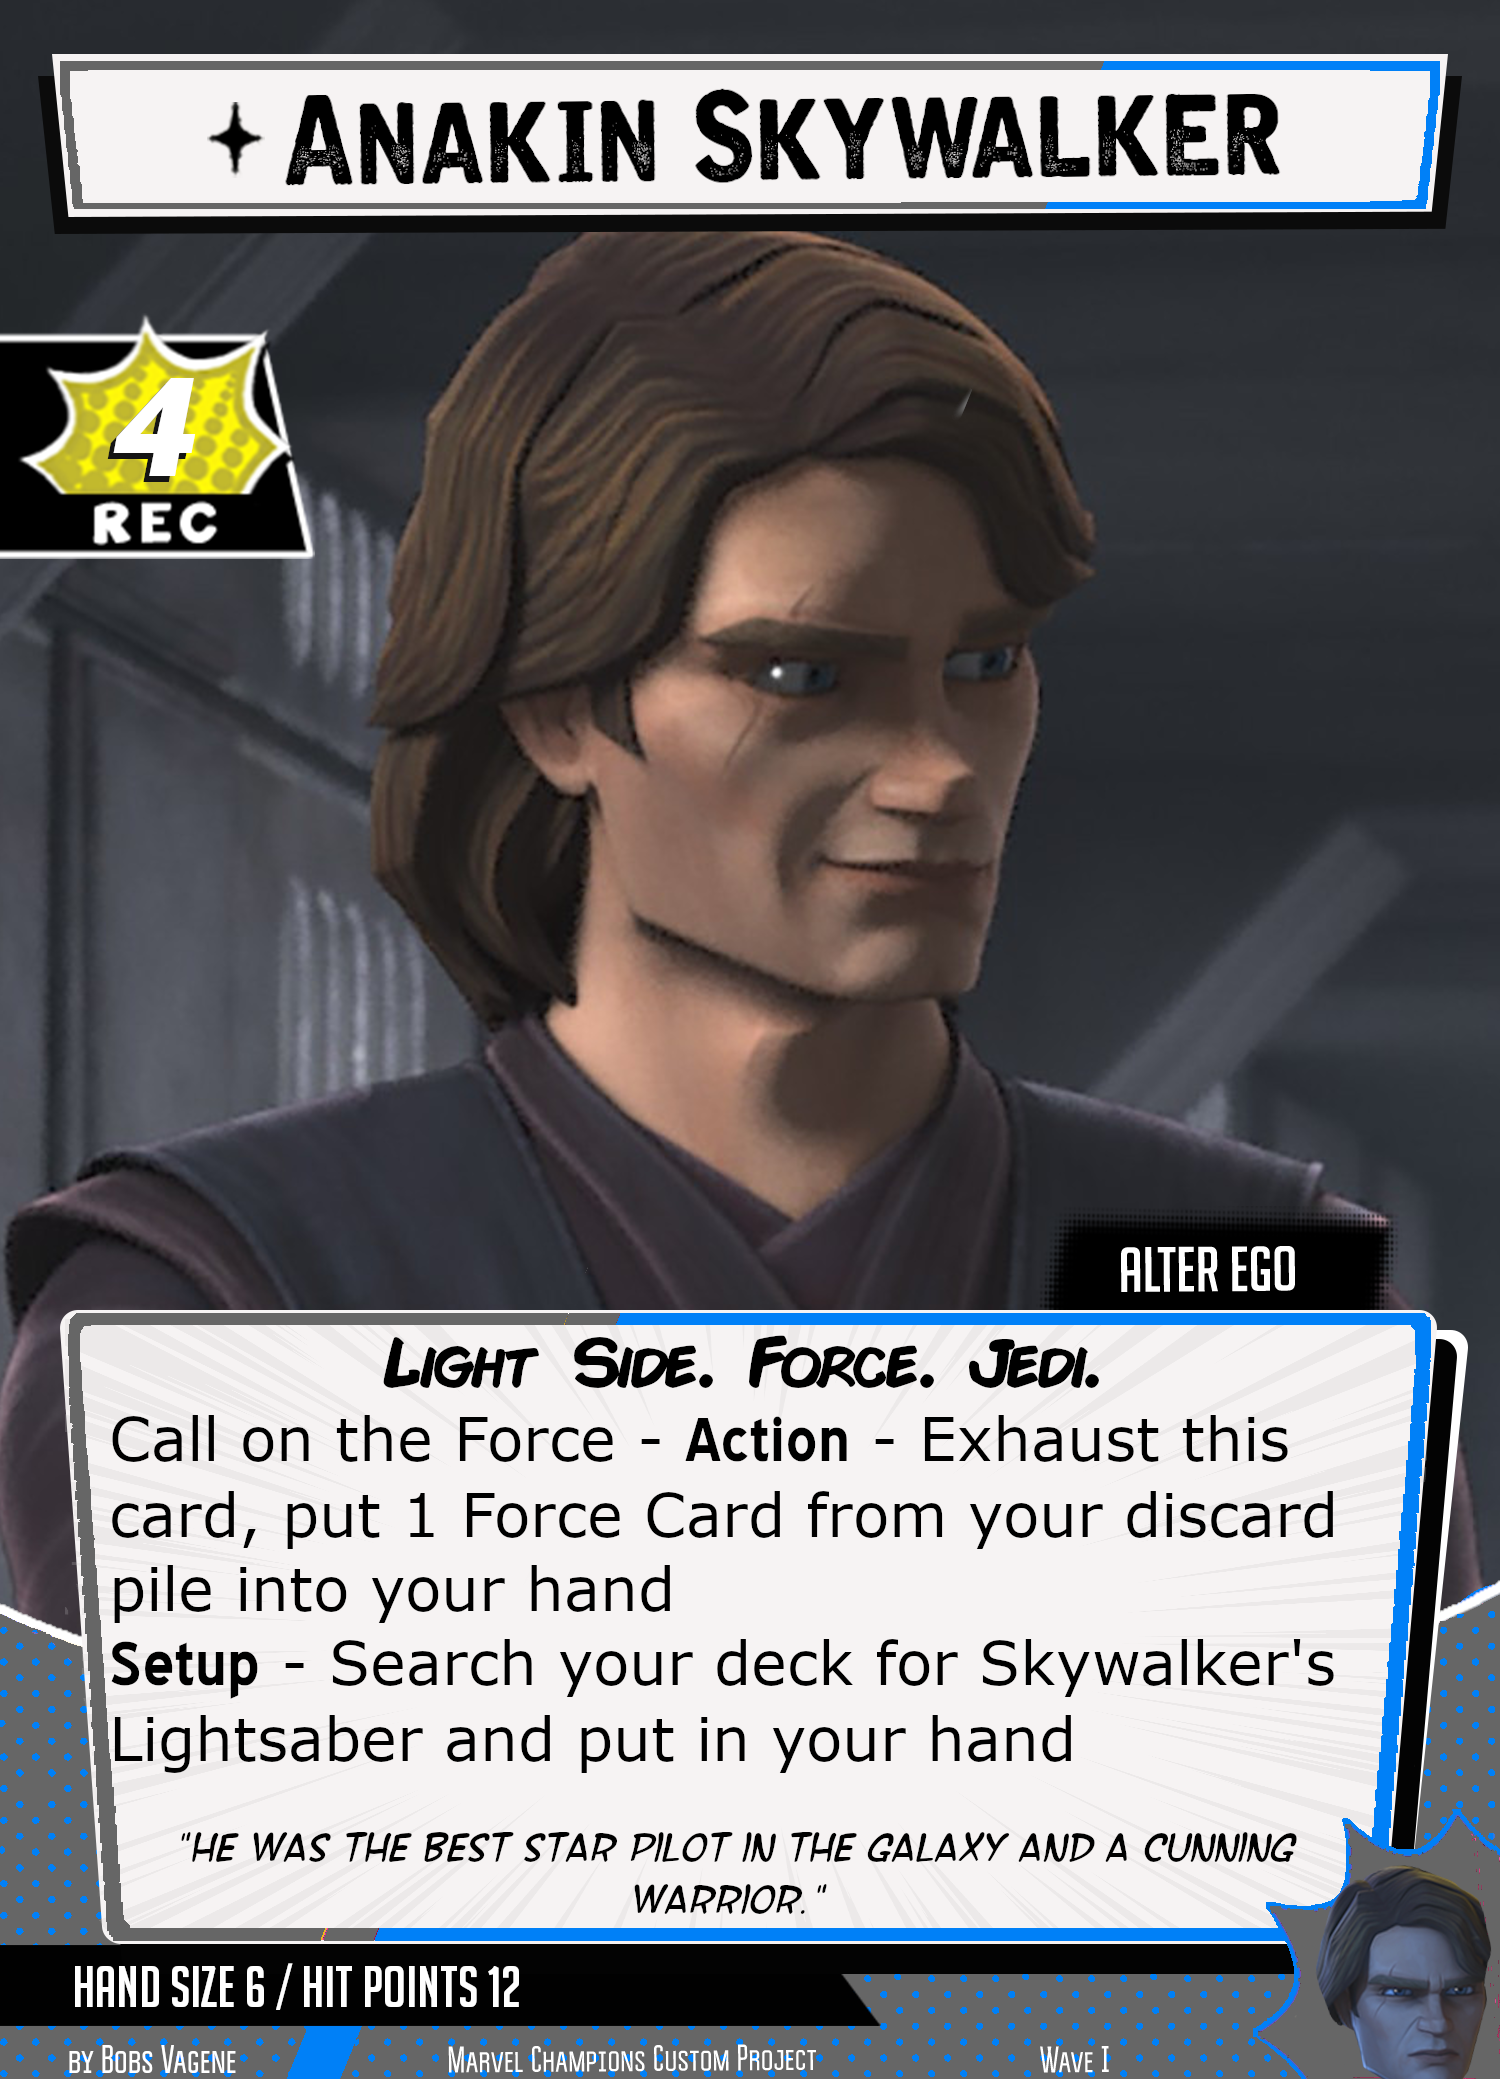 Anakin Skywalker
4
REC
ALTER EGO
Light Side. Force. Jedi.
Call on the Force - Action - Exhaust this
card, put 1 Force Card from your discard
pile into your hand
Setup - Search your deck for Skywalker's
Lightsaber and put in your hand
"HE WAS THE BEST STAR PILOT IN THE GALAXY AND A CUNNING
WARRIOR."
HAND SIZE 6 / HIT POINTS 12
by Bobs Vagene
Marvel Champions Custom Project
Wave I